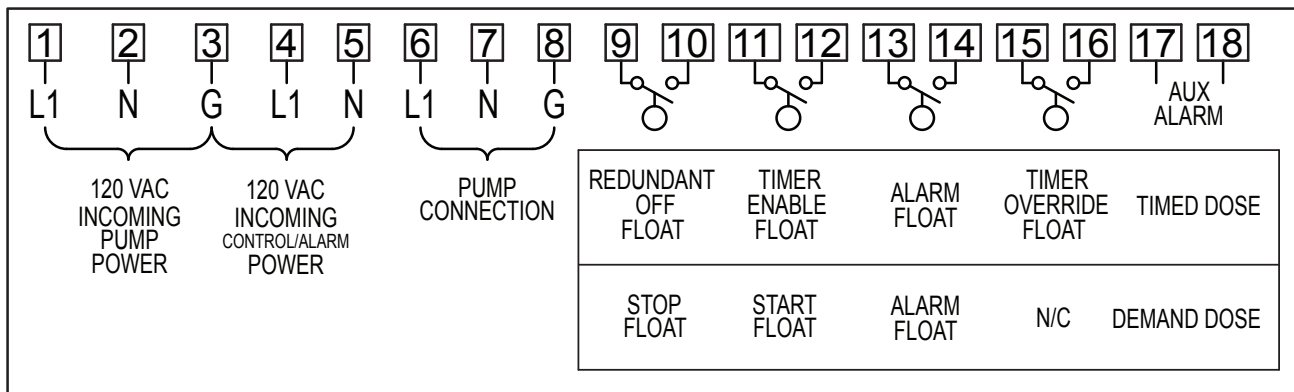 1 2 3 4 5 6 7 8 9 10 11 12 13 14 15 16 17 18
L1 N G L1 N L1 N G
AUX
ALARM
120 VAC
INCOMING
PUMP
POWER
120 VAC
INCOMING
CONTROL/ALARM
POWER
PUMP
CONNECTION
REDUNDANT
OFF
FLOAT
TIMER
ENABLE
FLOAT
ALARM
FLOAT
TIMER
OVERRIDE
FLOAT
TIMED DOSE
STOP
FLOAT
START
FLOAT
ALARM
FLOAT
N/C
DEMAND DOSE